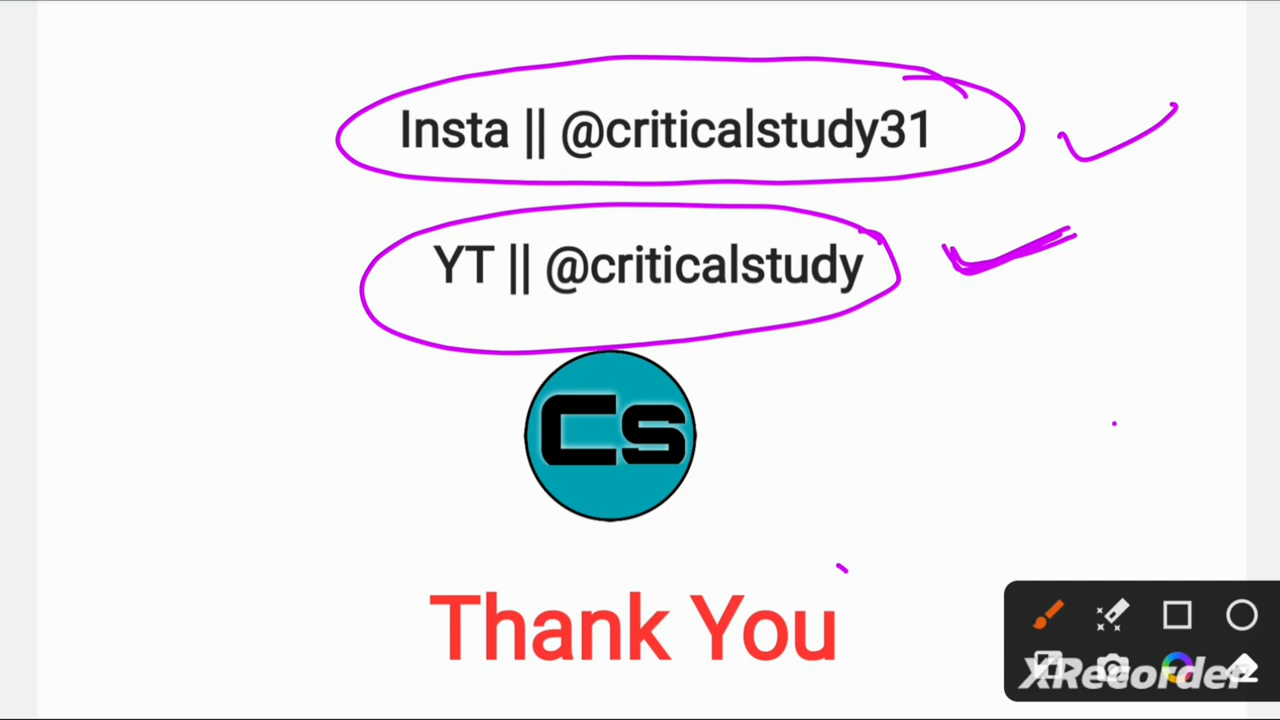 Insta || @criticalstudy31
YT || @criticalstudy
Cs
Thank You
XRecorder